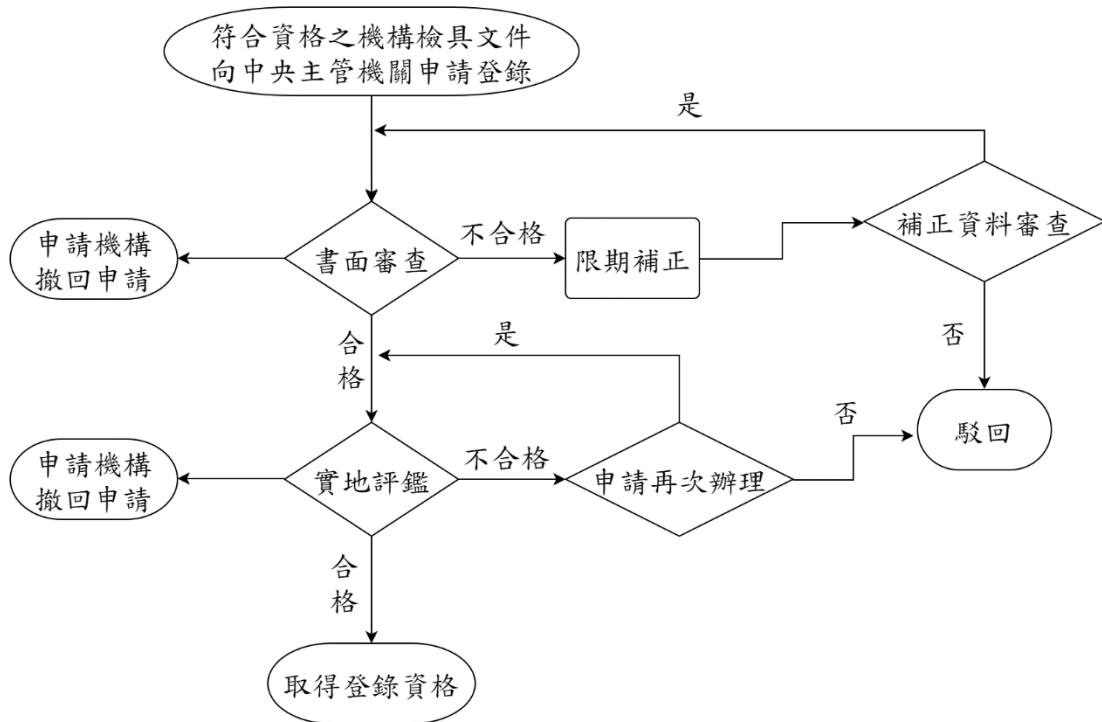 符合資格之機構檢具文件
向中央主管機關申請登錄
是
申請機構
撤回申請
書面審查
不合格
限期補正
補正資料審查
合
格
是
否
申請機構
撤回申請
實地評鑑
不合格
申請再次辦理
否
駁回
合
格
取得登錄資格